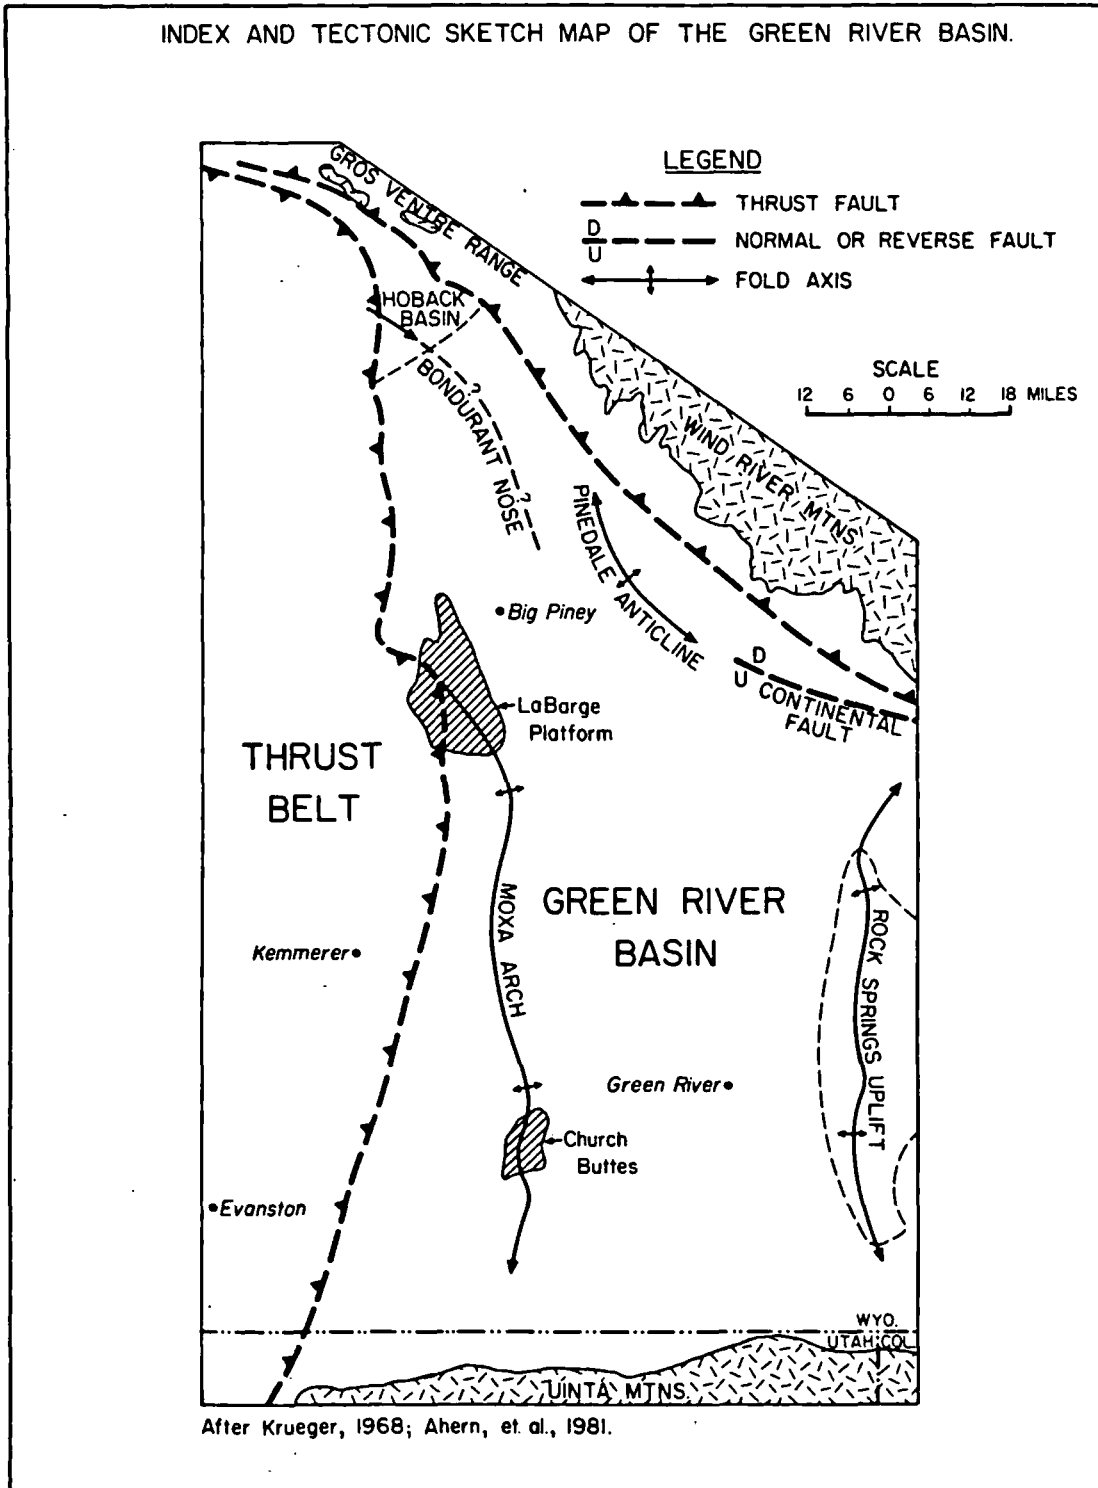 INDEX AND TECTONIC SKETCH MAP OF THE GREEN RIVER BASIN.
LEGEND
THRUST FAULT
D
U
NORMAL OR REVERSE FAULT
FOLD AXIS
SCALE
12 6 0 6 12 18 MILES
GROS VENTRE RANGE
HOBACK
BASIN
BONDURANT NOSE
?
?
WIND RIVER MTNS.
PINEDALE ANTICLINE
Big Piney
D
U
CONTINENTAL
FAULT
LaBarge
Platform
THRUST
BELT
MOXA ARCH
GREEN RIVER
BASIN
ROCK SPRINGS UPLIFT
Kemmerer
Green River
Church
Buttes
Evanston
WYO.
UTAH COL.
UINTA MTNS.
After Krueger, 1968; Ahern, et. al., 1981.